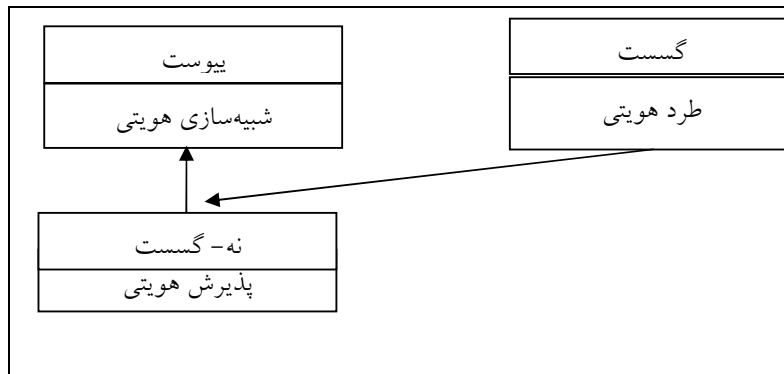 گسست
طرد هویتی
پیوست
شبیه‌سازی هویتی
نه- گسست
پذیرش هویتی